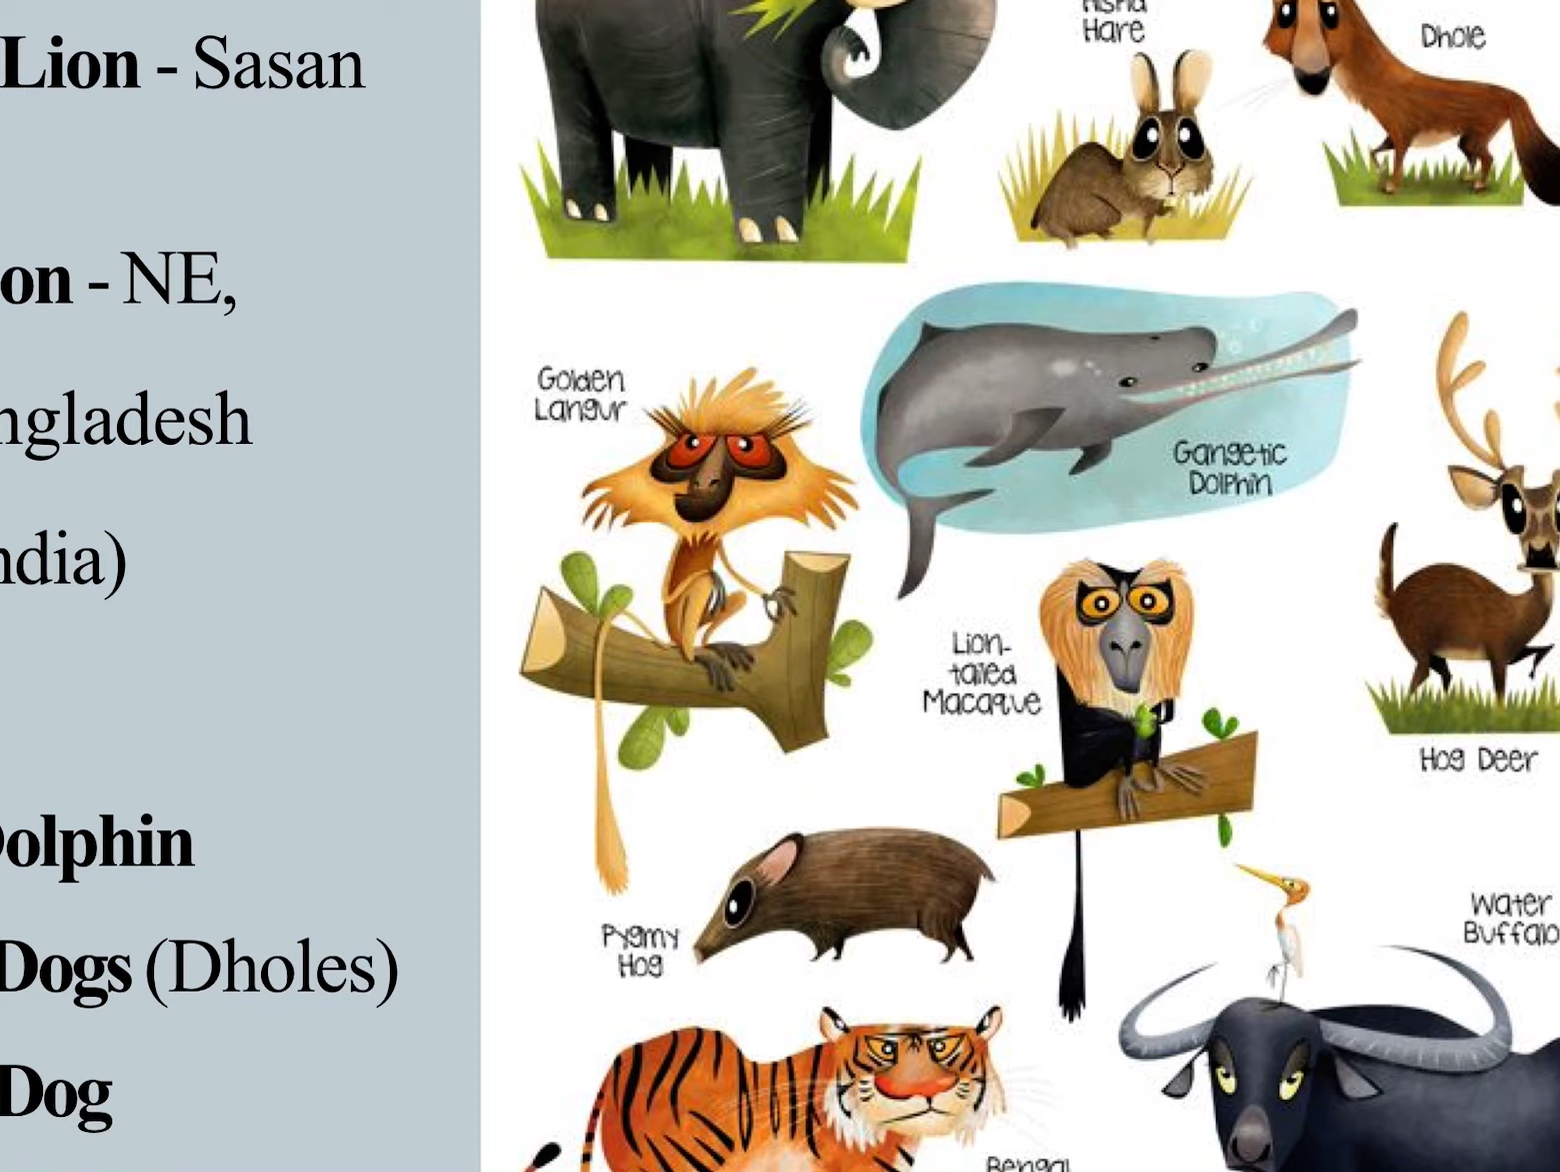 Lion - Sasan
on - NE,
ngladesh
ndia)
Dolphin
Dogs (Dholes)
Dog
Hare
Dhole
Golden
Langur
Gangetic
Dolphin
Lion-
tailed
Macaque
Hog Deer
Pygmy
Hog
Water
Buffalo
Bengal